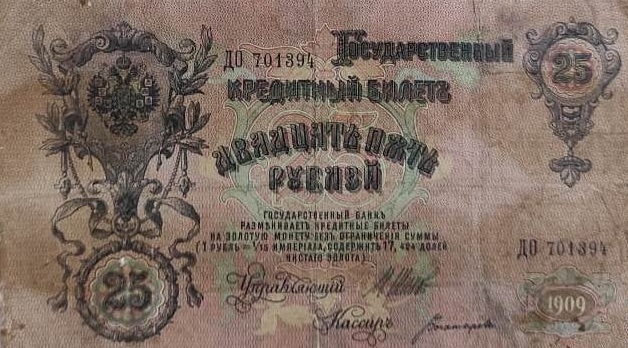 ДО 701394
Государственный
25
Кредитный Билетъ
Двадцать пять
Рублей
ГОСУДАРСТВЕННЫЙ БАНКЪ
РАЗМѢНИВАЕТЪ КРЕДИТНЫЕ БИЛЕТЫ
НА ЗОЛОТУЮ МОНЕТУ БЕЗЪ ОГРАНИЧЕНІЯ СУММЫ
(1 РУБЛЬ = 1/15 ИМПЕРІАЛА, СОДЕРЖИТЪ 17,424 ДОЛЕЙ
ЧИСТАГО ЗОЛОТА)
ДО 701394
25
Управляющій
Кассиръ
1909